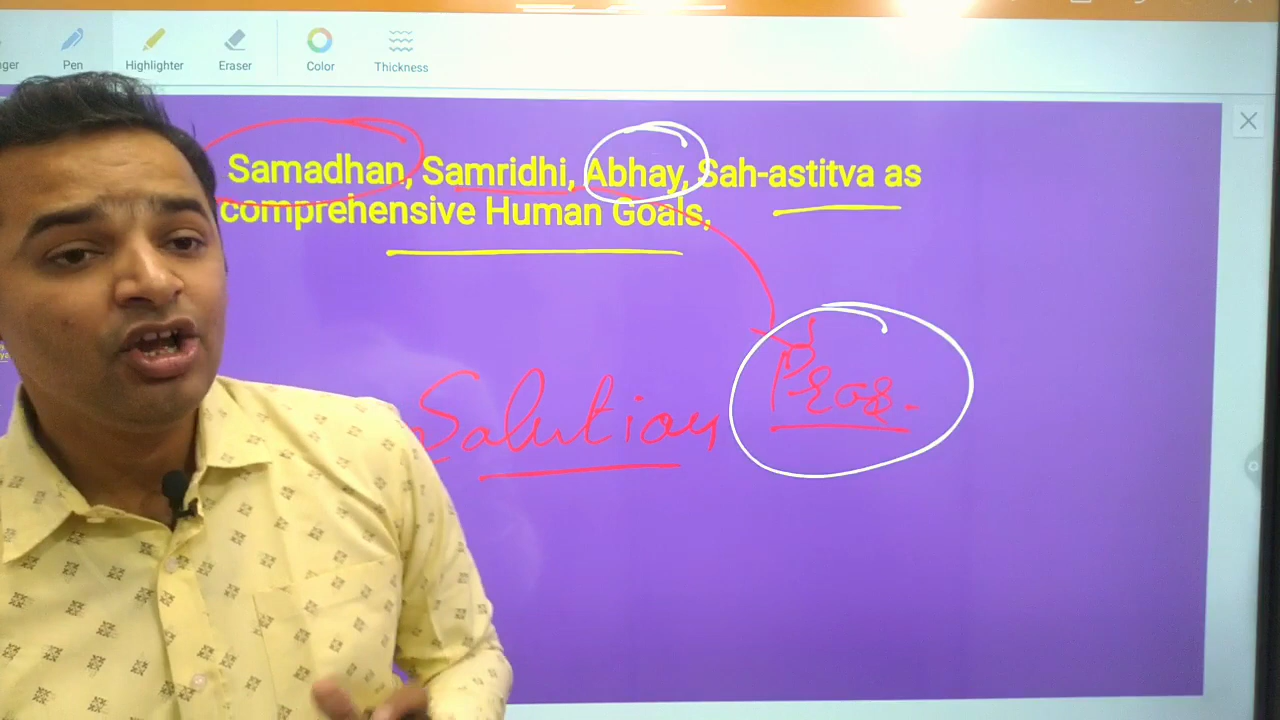 Pen Highlighter Eraser Color Thickness
Samadhan, Samridhi, Abhay, Sah-astitva as
comprehensive Human Goals.
Solution Pros.